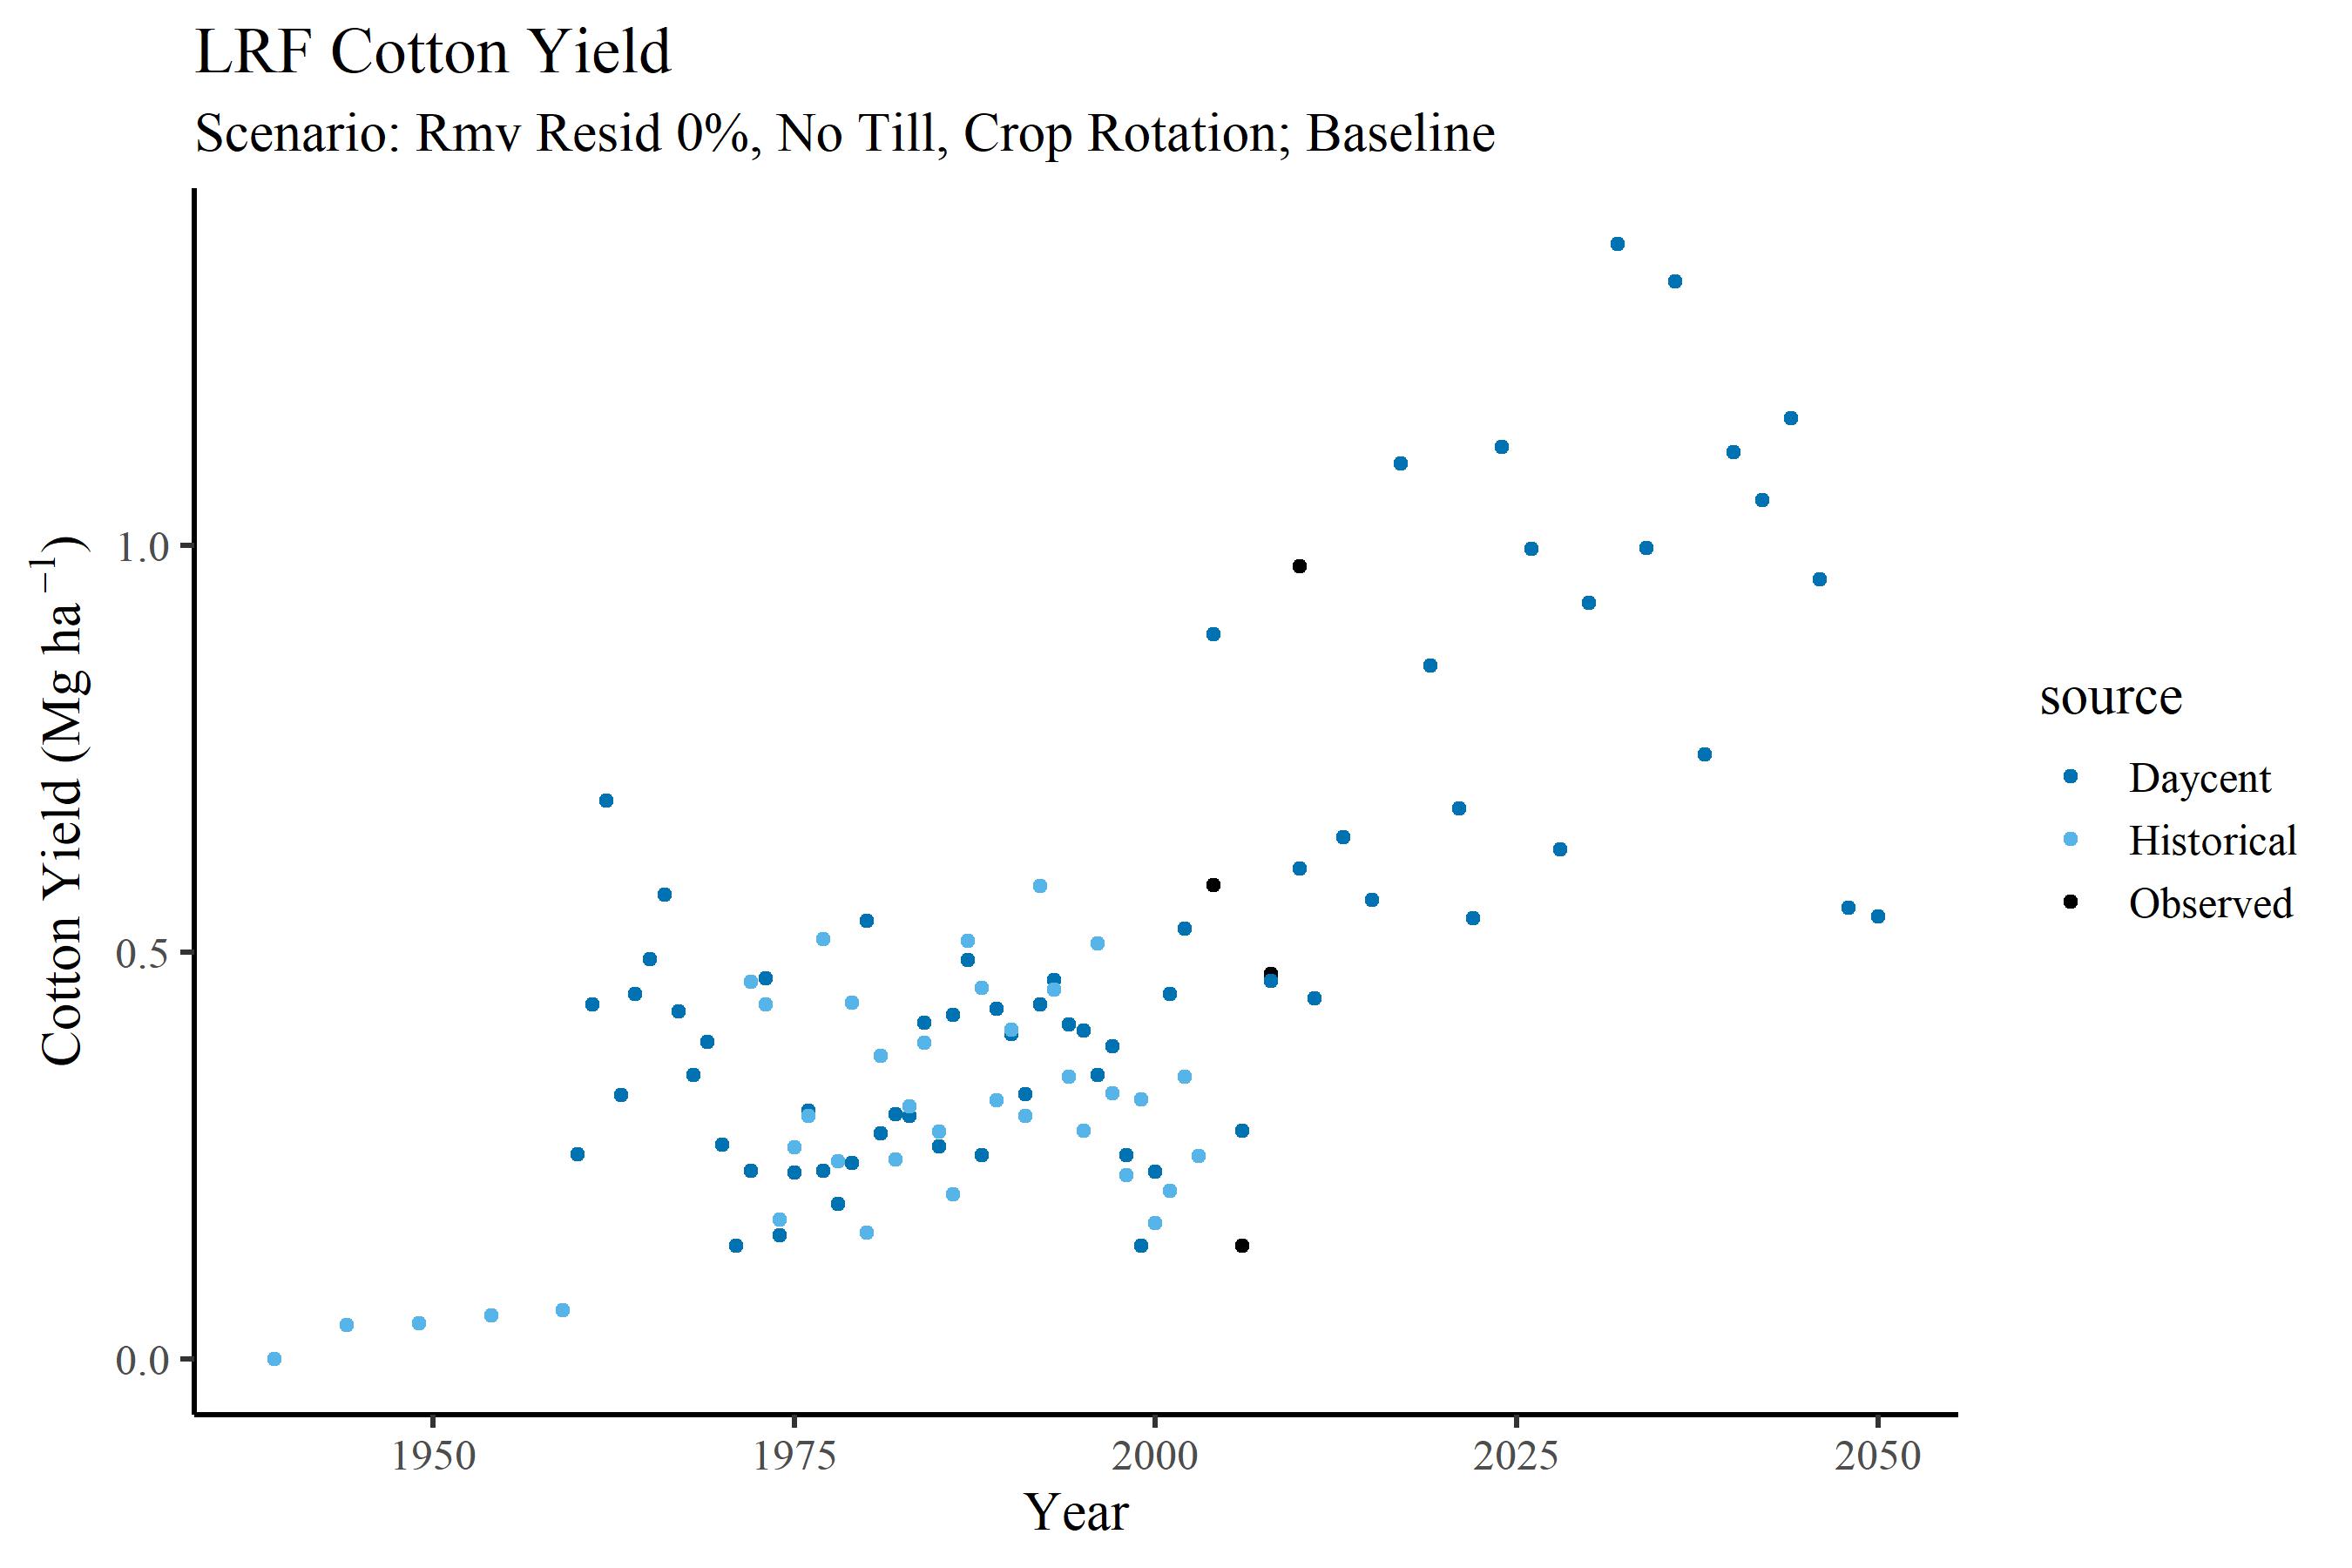 LRF Cotton Yield
Scenario: Rmv Resid 0%, No Till, Crop Rotation; Baseline
Cotton Yield (Mg ha⁻¹)
1.0
0.5
0.0
1950 1975 2000 2025 2050
Year
source
Daycent
Historical
Observed